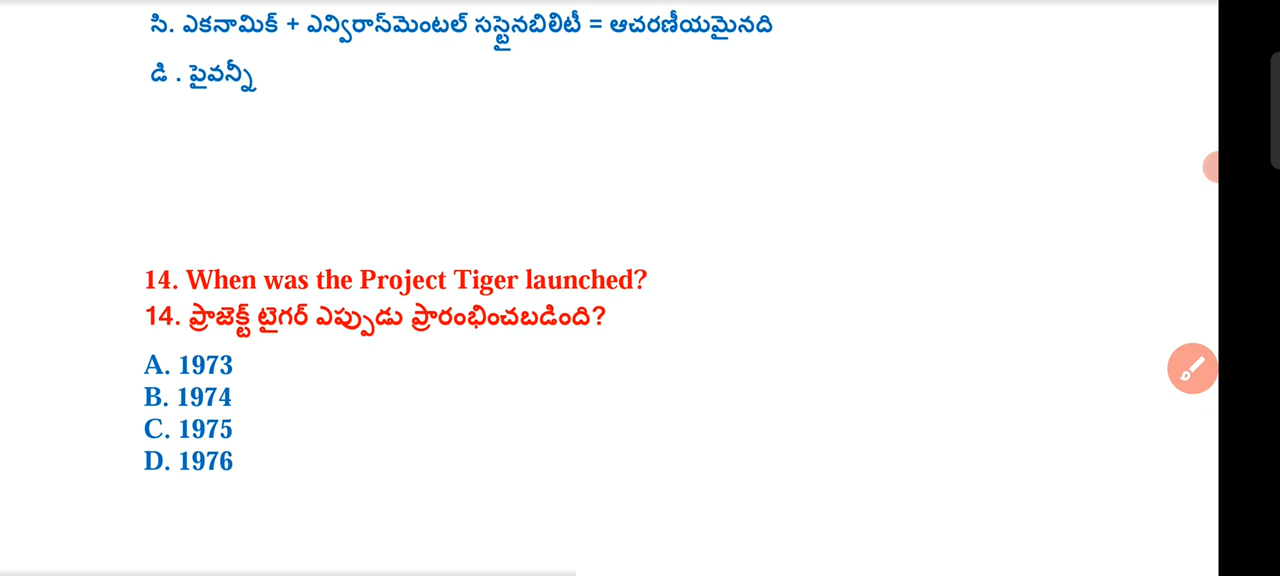 సి. ఎకనామిక్ + ఎన్విరాస్‌మెంటల్ సస్టైనబిలిటీ = ఆచరణీయమైనది
డి . పైవన్నీ
14. When was the Project Tiger launched?
14. ప్రాజెక్ట్ టైగర్ ఎప్పుడు ప్రారంభించబడింది?
A. 1973
B. 1974
C. 1975
D. 1976